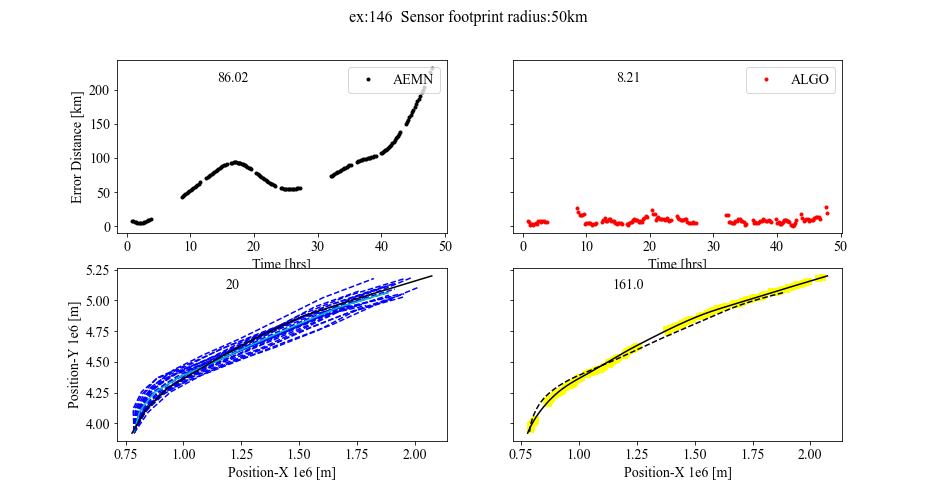 ex:146 Sensor footprint radius:50km
86.02
AEMN
8.21
ALGO
Error Distance [km]
200
150
100
50
0
0 10 20 30 40 50
0 10 20 30 40 50
Time [hrs]
Time [hrs]
20
161.0
Position-Y 1e6 [m]
5.25
5.00
4.75
4.50
4.25
4.00
0.75 1.00 1.25 1.50 1.75 2.00
0.75 1.00 1.25 1.50 1.75 2.00
Position-X 1e6 [m]
Position-X 1e6 [m]